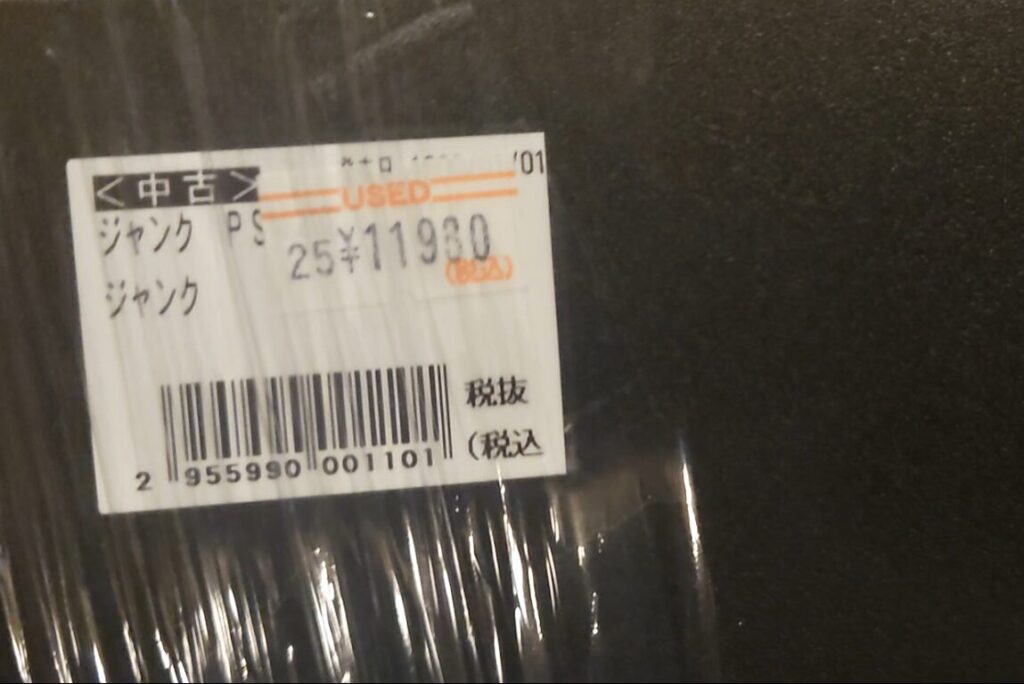 /01
<中古>
USED
ジャンク PS
25 ¥11980
(税込)
ジャンク
税抜
(税込
2 955990 001101